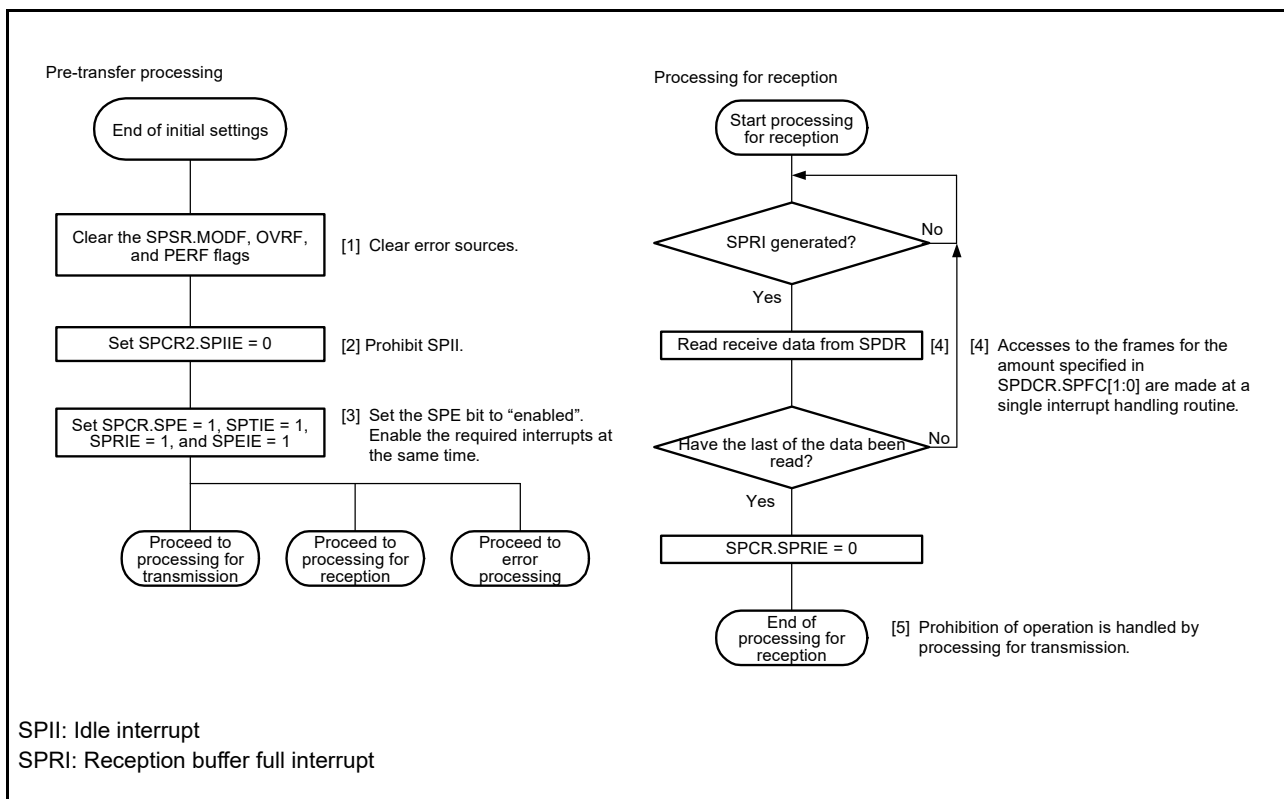 Pre-transfer processing
End of initial settings
Clear the SPSR.MODF, OVRF,
and PERF flags
[1] Clear error sources.
Set SPCR2.SPIIE = 0
[2] Prohibit SPII.
Set SPCR.SPE = 1, SPTIE = 1,
SPRIE = 1, and SPEIE = 1
[3] Set the SPE bit to “enabled”.
Enable the required interrupts at
the same time.
Proceed to
processing for
transmission
Proceed to
processing for
reception
Proceed to
error
processing
Processing for reception
Start processing
for reception
SPRI generated?
No
Yes
Read receive data from SPDR
[4]
[4] Accesses to the frames for the
amount specified in
SPDCR.SPFC[1:0] are made at a
single interrupt handling routine.
Have the last of the data been
read?
No
Yes
SPCR.SPRIE = 0
End of
processing for
reception
[5] Prohibition of operation is handled by
processing for transmission.
SPII: Idle interrupt
SPRI: Reception buffer full interrupt